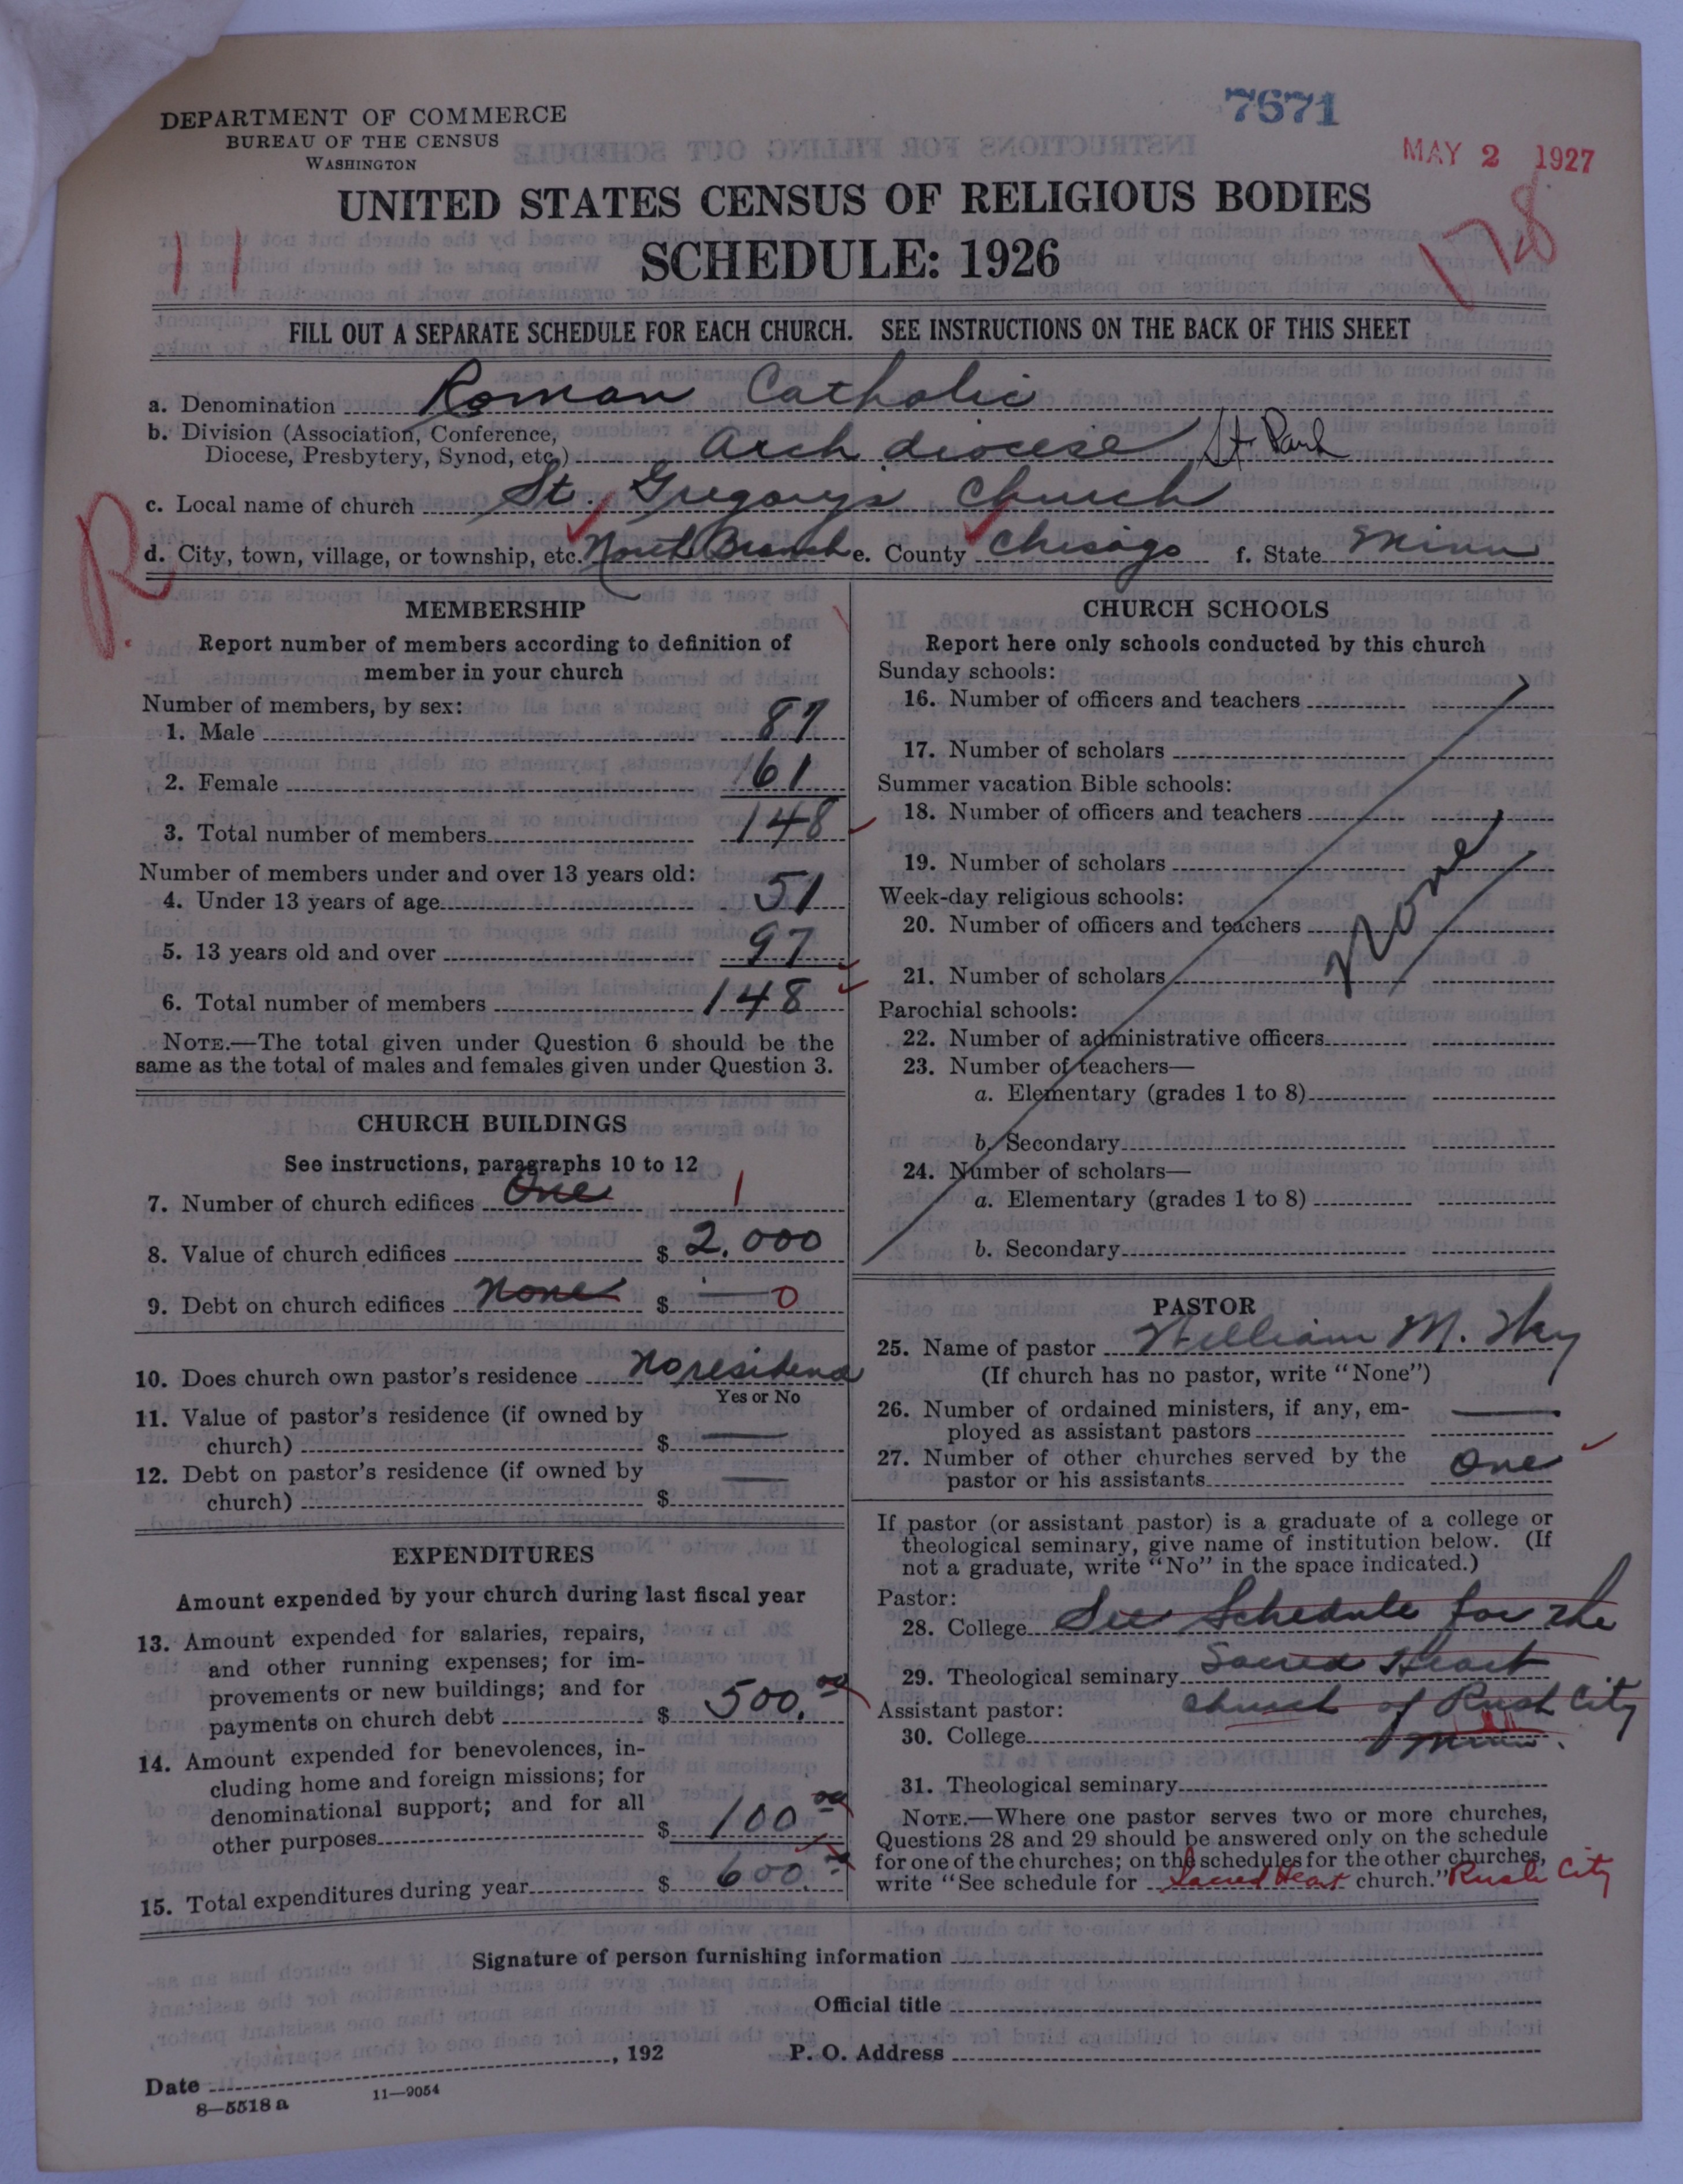 7671
DEPARTMENT OF COMMERCE
BUREAU OF THE CENSUS
WASHINGTON
MAY 2 1927
UNITED STATES CENSUS OF RELIGIOUS BODIES
SCHEDULE: 1926
11
178
FILL OUT A SEPARATE SCHEDULE FOR EACH CHURCH. SEE INSTRUCTIONS ON THE BACK OF THIS SHEET
a. Denomination Roman Catholic
b. Division (Association, Conference,
Diocese, Presbytery, Synod, etc.) Arch diocese St Paul
c. Local name of church St. Gregory's Church
R.
d. City, town, village, or township, etc. North Branch e. County Chisago f. State Minn
MEMBERSHIP
Report number of members according to definition of
member in your church
Number of members, by sex:
1. Male 87
2. Female 61
3. Total number of members 148
Number of members under and over 13 years old:
4. Under 13 years of age 51
5. 13 years old and over 97
6. Total number of members 148
NOTE.—The total given under Question 6 should be the
same as the total of males and females given under Question 3.
CHURCH BUILDINGS
See instructions, paragraphs 10 to 12
7. Number of church edifices One 1
8. Value of church edifices $ 2.000
9. Debt on church edifices None $ — 0
10. Does church own pastor's residence No residence
Yes or No
11. Value of pastor's residence (if owned by
church) $ —
12. Debt on pastor's residence (if owned by
church) $ —
EXPENDITURES
Amount expended by your church during last fiscal year
13. Amount expended for salaries, repairs,
and other running expenses; for im-
provements or new buildings; and for
payments on church debt $ 500.00
14. Amount expended for benevolences, in-
cluding home and foreign missions; for
denominational support; and for all
other purposes $ 100 00
15. Total expenditures during year $ 600.00
CHURCH SCHOOLS
Report here only schools conducted by this church
Sunday schools:
16. Number of officers and teachers
17. Number of scholars
Summer vacation Bible schools:
18. Number of officers and teachers
19. Number of scholars
Week-day religious schools:
20. Number of officers and teachers
None
21. Number of scholars
Parochial schools:
22. Number of administrative officers
23. Number of teachers—
a. Elementary (grades 1 to 8)
b. Secondary
24. Number of scholars—
a. Elementary (grades 1 to 8)
b. Secondary
PASTOR
25. Name of pastor William M.
(If church has no pastor, write "None")
26. Number of ordained ministers, if any, em-
ployed as assistant pastors —
27. Number of other churches served by the
pastor or his assistants One
If pastor (or assistant pastor) is a graduate of a college or
theological seminary, give name of institution below. (If
not a graduate, write "No" in the space indicated.)
Pastor:
28. College See Schedule for the
29. Theological seminary Sacred Heart
Assistant pastor: Church of Rush City
30. College Minn.
31. Theological seminary
NOTE.—Where one pastor serves two or more churches,
Questions 28 and 29 should be answered only on the schedule
for one of the churches; on the schedules for the other churches,
write "See schedule for Sacred Heart church." Rush City
Signature of person furnishing information
Official title
Date , 192 P. O. Address
8—5518 a 11—9054